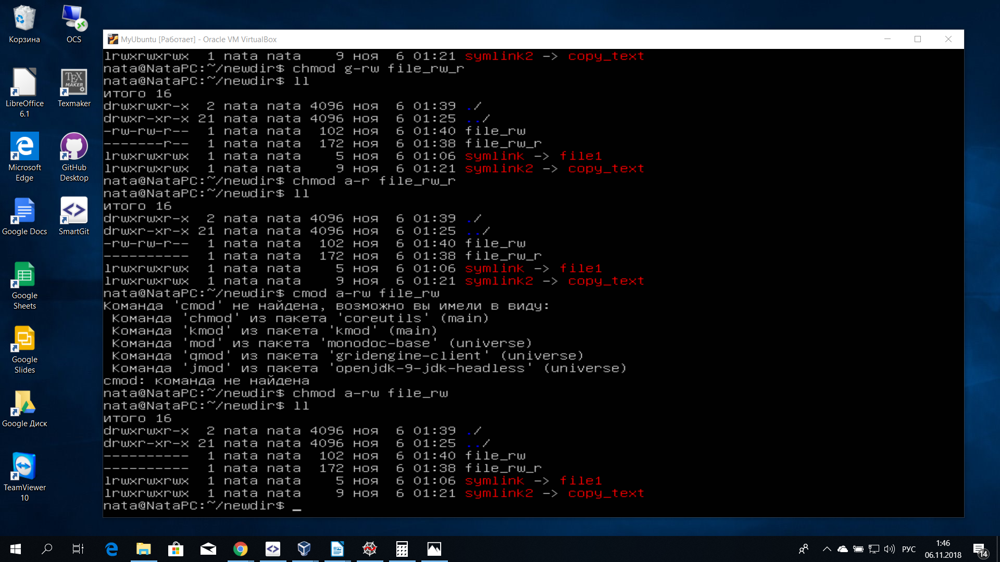 Корзина
OCS
LibreOffice
6.1
Texmaker
Microsoft
Edge
GitHub
Desktop
Google Docs
SmartGit
Google
Sheets
Google
Slides
Google Диск
TeamViewer
10
TEX
MAKER
MyUbuntu [Работает] - Oracle VM VirtualBox
lrwxrwxrwx  1 nata nata    9 ноя  6 01:21 symlink2 -> copy_text
nata@NataPC:~/newdir$ chmod g-rw file_rw_r
nata@NataPC:~/newdir$ ll
итого 16
drwxrwxr-x  2 nata nata 4096 ноя  6 01:39 ./
drwxr-xr-x 21 nata nata 4096 ноя  6 01:25 ../
-rw-rw-r--  1 nata nata  102 ноя  6 01:40 file_rw
-------r--  1 nata nata  172 ноя  6 01:38 file_rw_r
lrwxrwxrwx  1 nata nata    5 ноя  6 01:06 symlink -> file1
lrwxrwxrwx  1 nata nata    9 ноя  6 01:21 symlink2 -> copy_text
nata@NataPC:~/newdir$ chmod a-r file_rw_r
nata@NataPC:~/newdir$ ll
итого 16
drwxrwxr-x  2 nata nata 4096 ноя  6 01:39 ./
drwxr-xr-x 21 nata nata 4096 ноя  6 01:25 ../
-rw-rw-r--  1 nata nata  102 ноя  6 01:40 file_rw
----------  1 nata nata  172 ноя  6 01:38 file_rw_r
lrwxrwxrwx  1 nata nata    5 ноя  6 01:06 symlink -> file1
lrwxrwxrwx  1 nata nata    9 ноя  6 01:21 symlink2 -> copy_text
nata@NataPC:~/newdir$ cmod a-rw file_rw
Команда 'cmod' не найдена, возможно вы имели в виду:
 Команда 'chmod' из пакета 'coreutils' (main)
 Команда 'kmod' из пакета 'kmod' (main)
 Команда 'mod' из пакета 'monodoc-base' (universe)
 Команда 'qmod' из пакета 'gridengine-client' (universe)
 Команда 'jmod' из пакета 'openjdk-9-jdk-headless' (universe)
cmod: команда не найдена
nata@NataPC:~/newdir$ chmod a-rw file_rw
nata@NataPC:~/newdir$ ll
итого 16
drwxrwxr-x  2 nata nata 4096 ноя  6 01:39 ./
drwxr-xr-x 21 nata nata 4096 ноя  6 01:25 ../
----------  1 nata nata  102 ноя  6 01:40 file_rw
----------  1 nata nata  172 ноя  6 01:38 file_rw_r
lrwxrwxrwx  1 nata nata    5 ноя  6 01:06 symlink -> file1
lrwxrwxrwx  1 nata nata    9 ноя  6 01:21 symlink2 -> copy_text
nata@NataPC:~/newdir$ _
РУС
1:46
06.11.2018
14